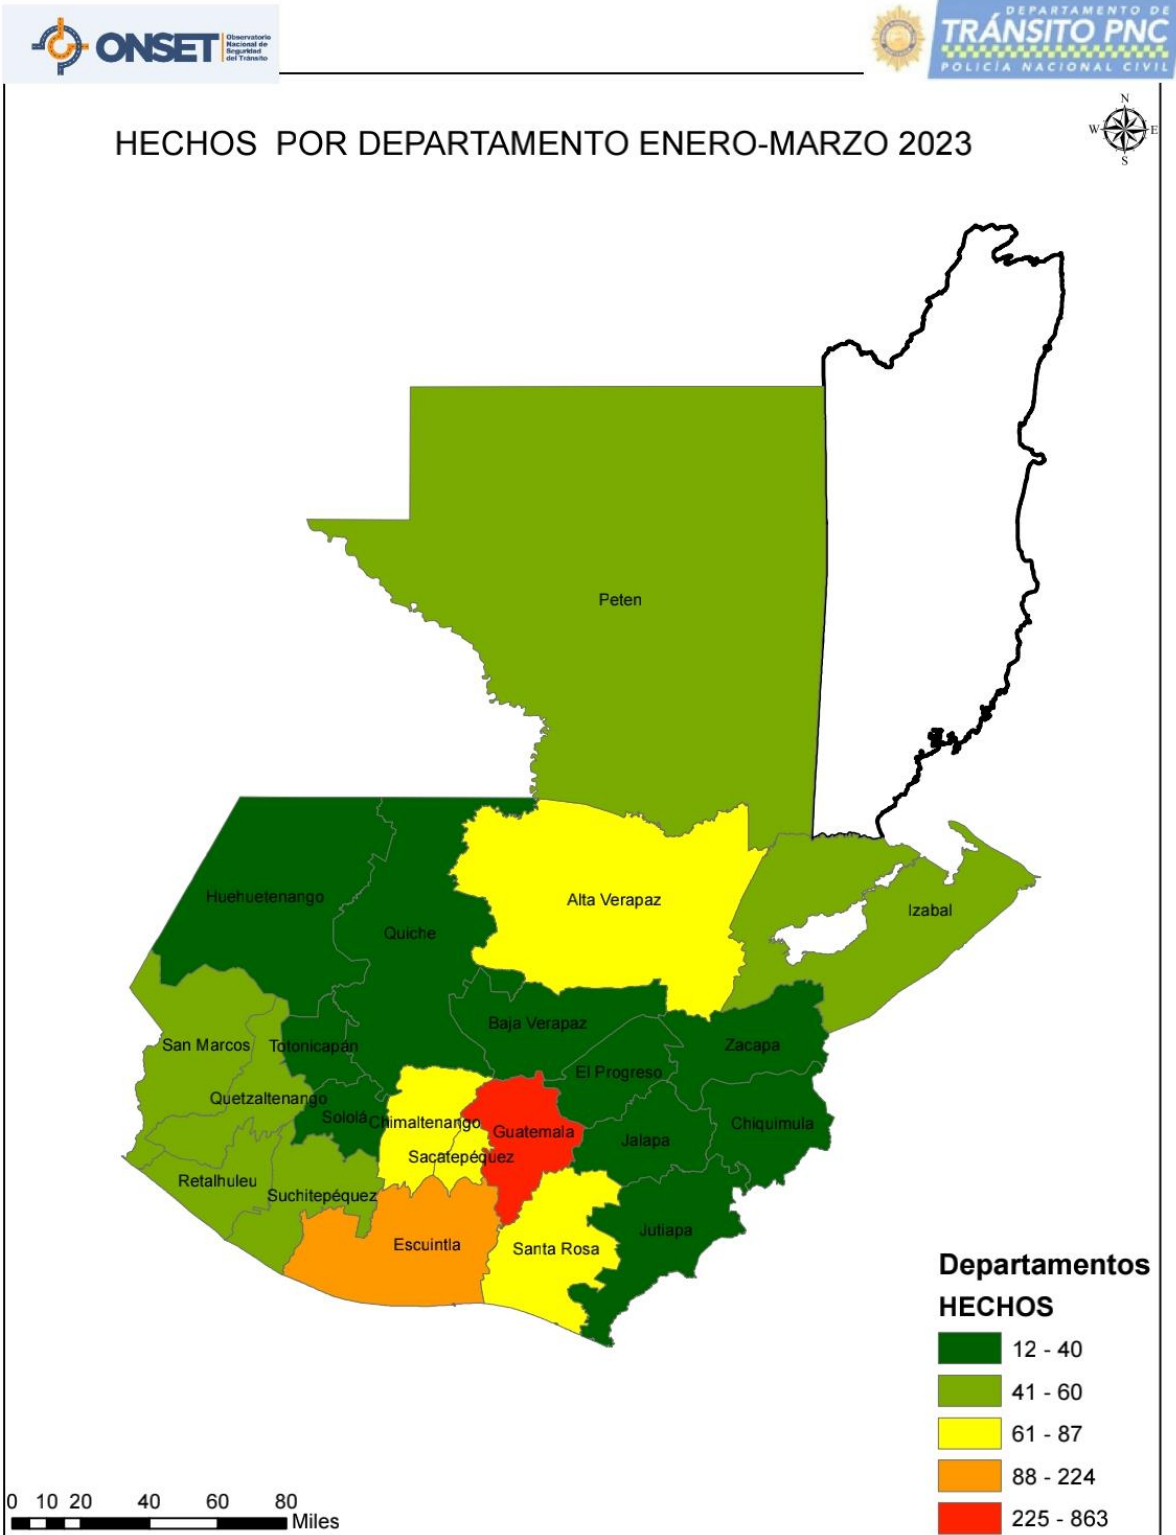 ONSET
Observatorio
Nacional de
Seguridad
del Tránsito
DEPARTAMENTO DE
TRÁNSITO PNC
POLICÍA NACIONAL CIVIL
N
W E
S
HECHOS POR DEPARTAMENTO ENERO-MARZO 2023
Peten
Huehuetenango
Alta Verapaz
Izabal
Quiche
Baja Verapaz
San Marcos
Totonicapán
Zacapa
El Progreso
Quetzaltenango
Sololá
Chimaltenango
Guatemala
Jalapa
Chiquimula
Sacatepéquez
Retalhuleu
Suchitepéquez
Jutiapa
Escuintla
Santa Rosa
Departamentos
HECHOS
12 - 40
41 - 60
61 - 87
88 - 224
225 - 863
0 10 20 40 60 80
Miles